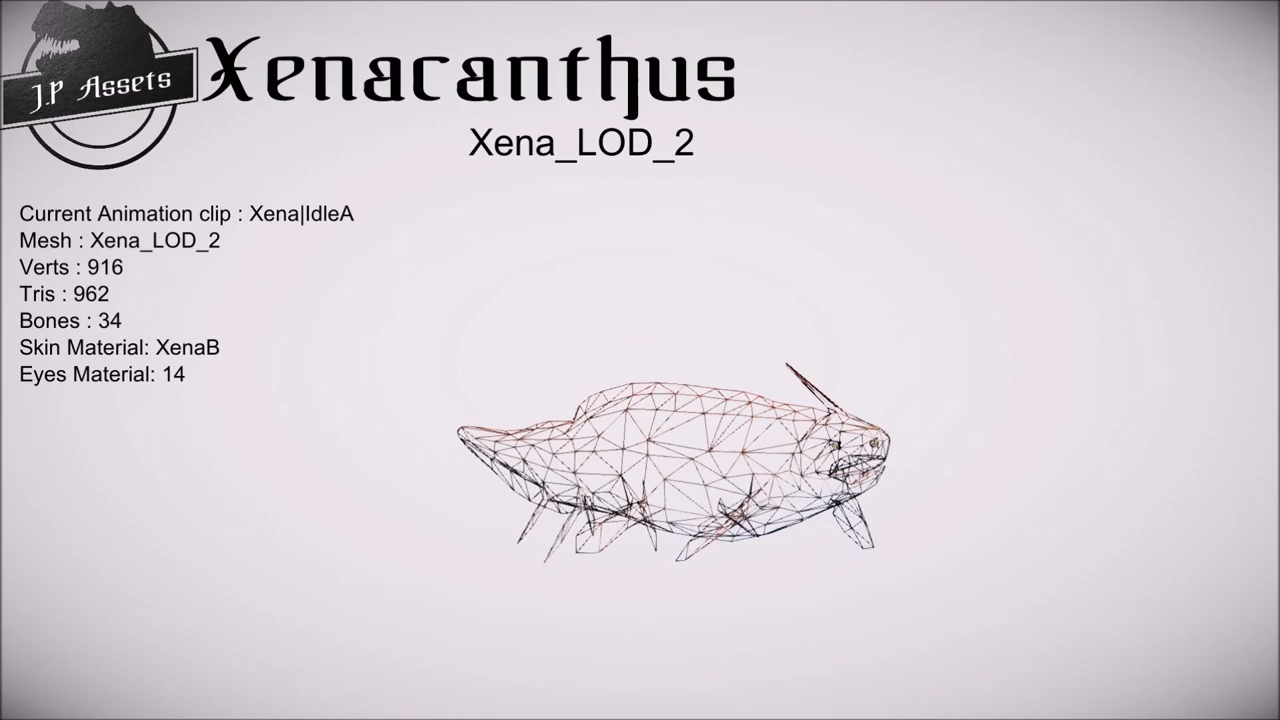 J.P Assets
Xenacanthus
Xena_LOD_2
Current Animation clip : Xena|IdleA
Mesh : Xena_LOD_2
Verts : 916
Tris : 962
Bones : 34
Skin Material: XenaB
Eyes Material: 14